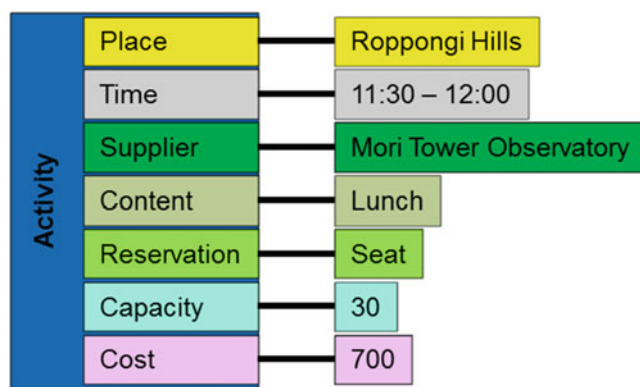 Activity
Place
Roppongi Hills
Time
11:30 – 12:00
Supplier
Mori Tower Observatory
Content
Lunch
Reservation
Seat
Capacity
30
Cost
700